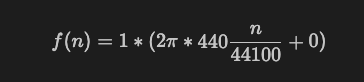 f(n) = 1 * (2π * 440 n/44100 + 0)